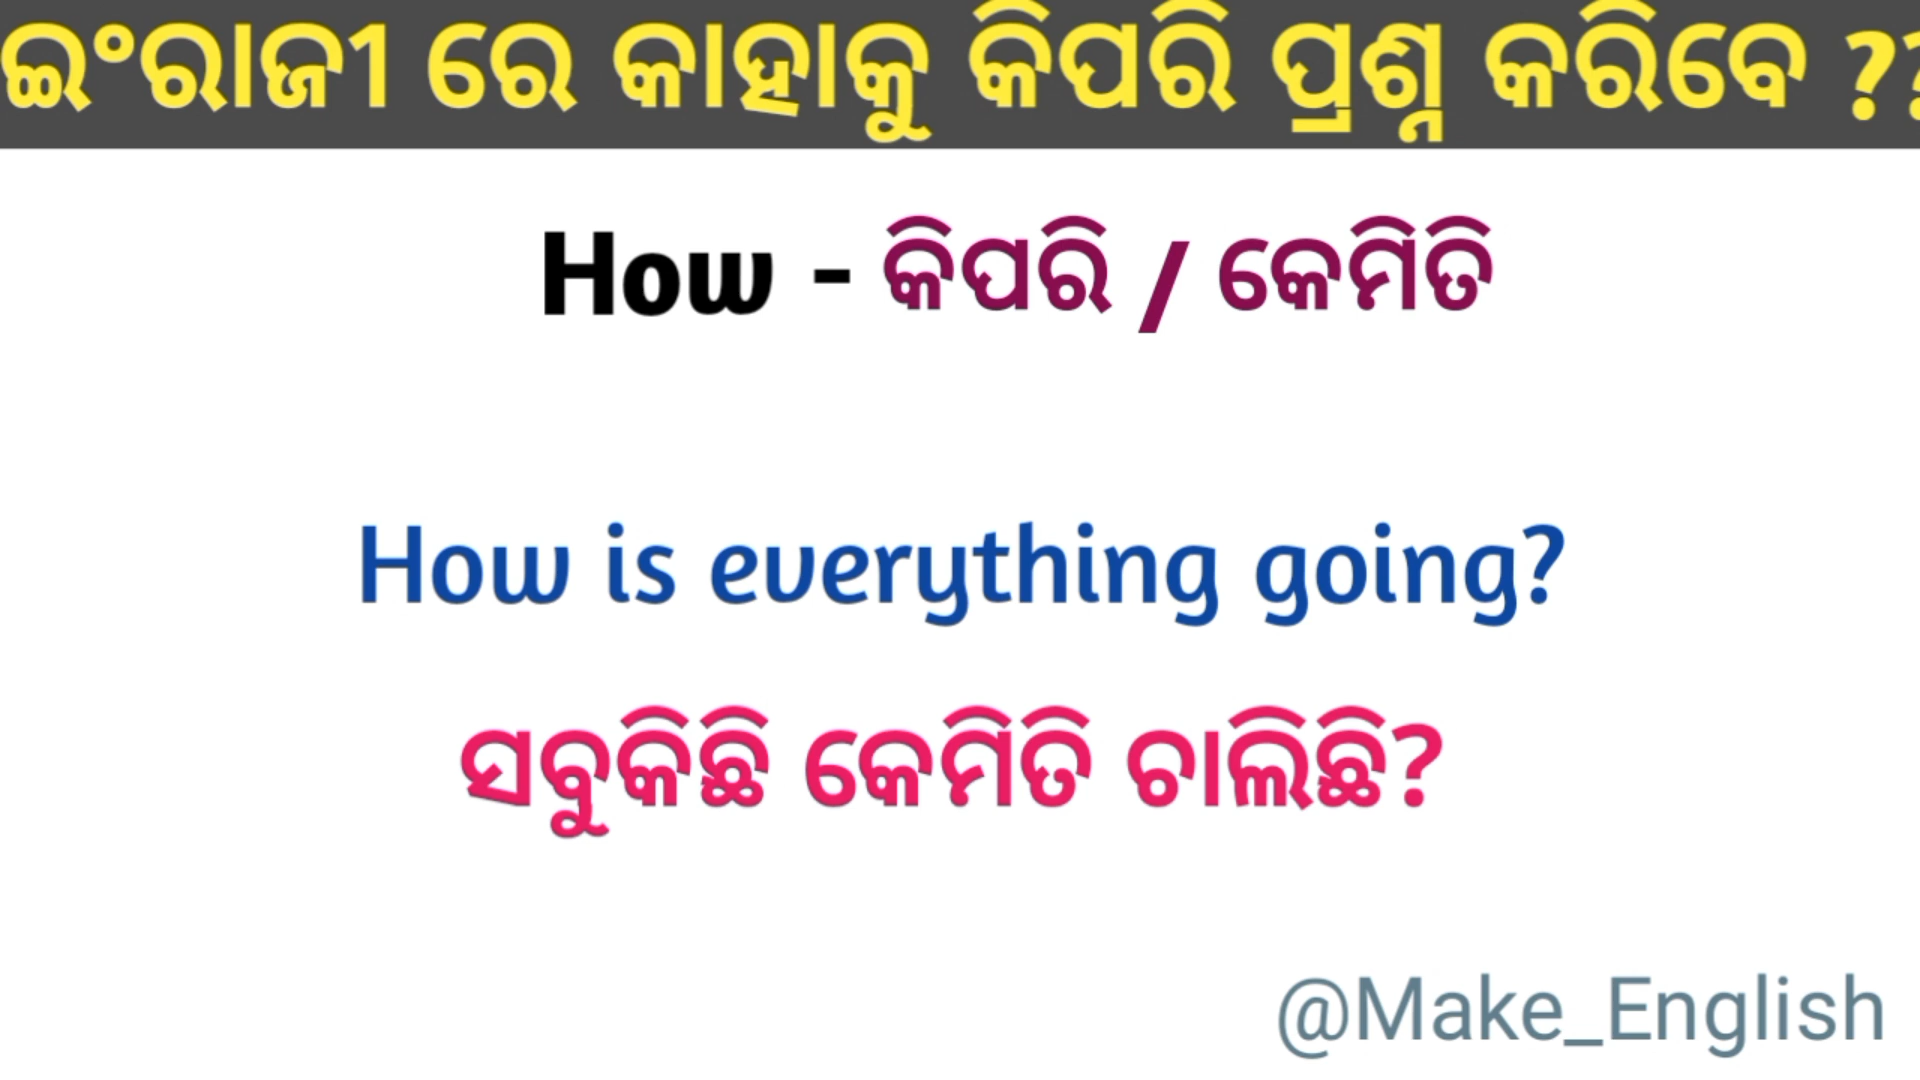 ଇଂରାଜୀ ରେ କାହାକୁ କିପରି ପ୍ରଶ୍ନ କରିବେ ??
How - କିପରି / କେମିତି
How is everything going?
ସବୁକିଛି କେମିତି ଚାଲିଛି?
@Make_English